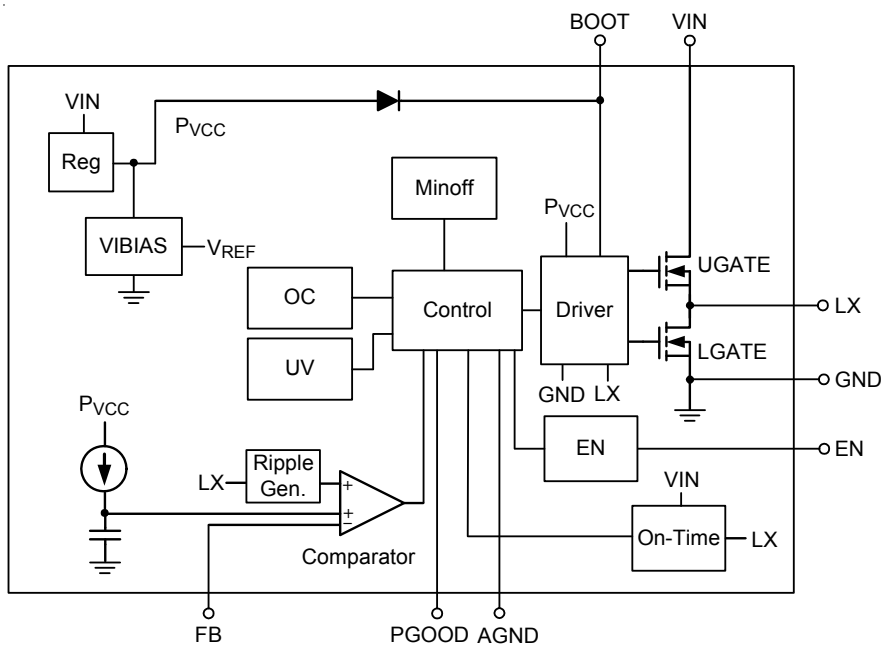 BOOT VIN
VIN
PVCC
Reg
Minoff
PVCC
VIBIAS
VREF
UGATE
OC
Control
Driver
LX
UV
LGATE
GND LX
GND
PVCC
EN
EN
LX
Ripple
Gen.
+
+
−
VIN
On-Time
LX
Comparator
FB
PGOOD AGND